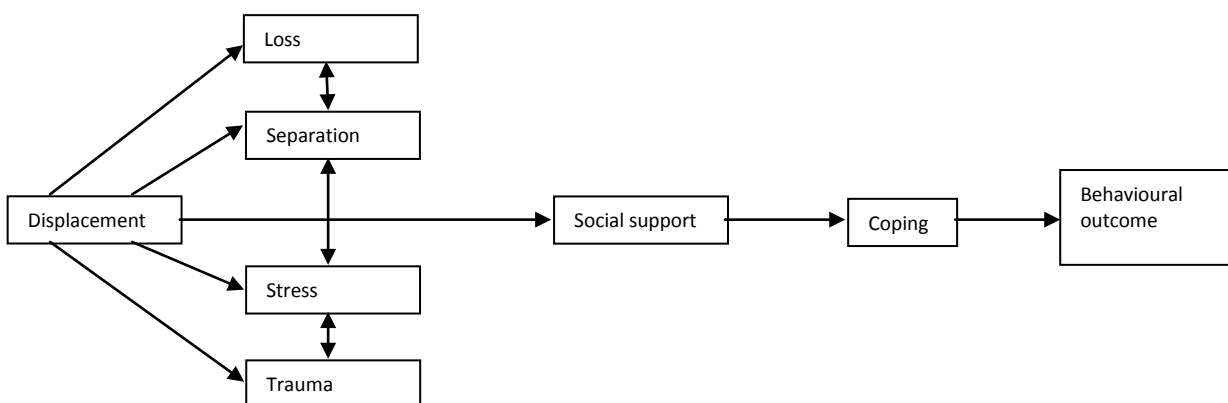 Loss
Separation
Displacement
Social support
Coping
Behavioural
outcome
Stress
Trauma